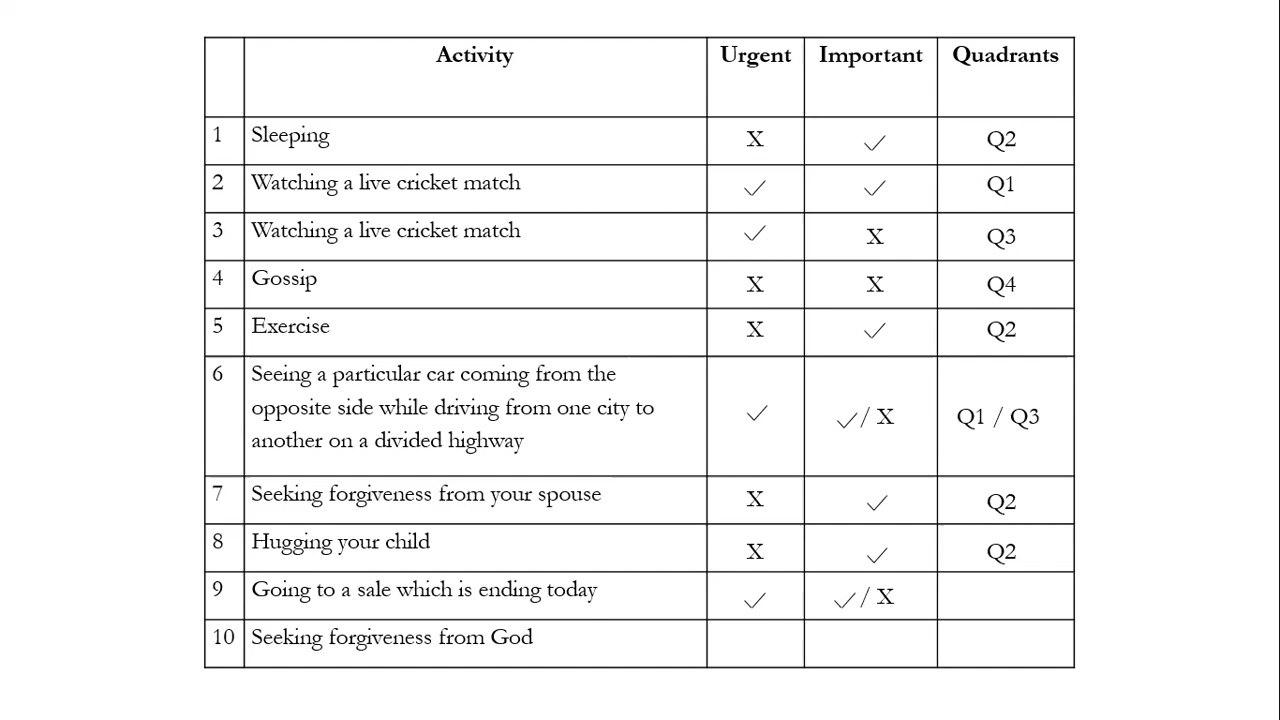 Activity Urgent Important Quadrants
1 Sleeping X ✓ Q2
2 Watching a live cricket match ✓ ✓ Q1
3 Watching a live cricket match ✓ X Q3
4 Gossip X X Q4
5 Exercise X ✓ Q2
6 Seeing a particular car coming from the
opposite side while driving from one city to ✓ ✓/ X Q1 / Q3
another on a divided highway
7 Seeking forgiveness from your spouse X ✓ Q2
8 Hugging your child X ✓ Q2
9 Going to a sale which is ending today ✓ ✓/ X
10 Seeking forgiveness from God